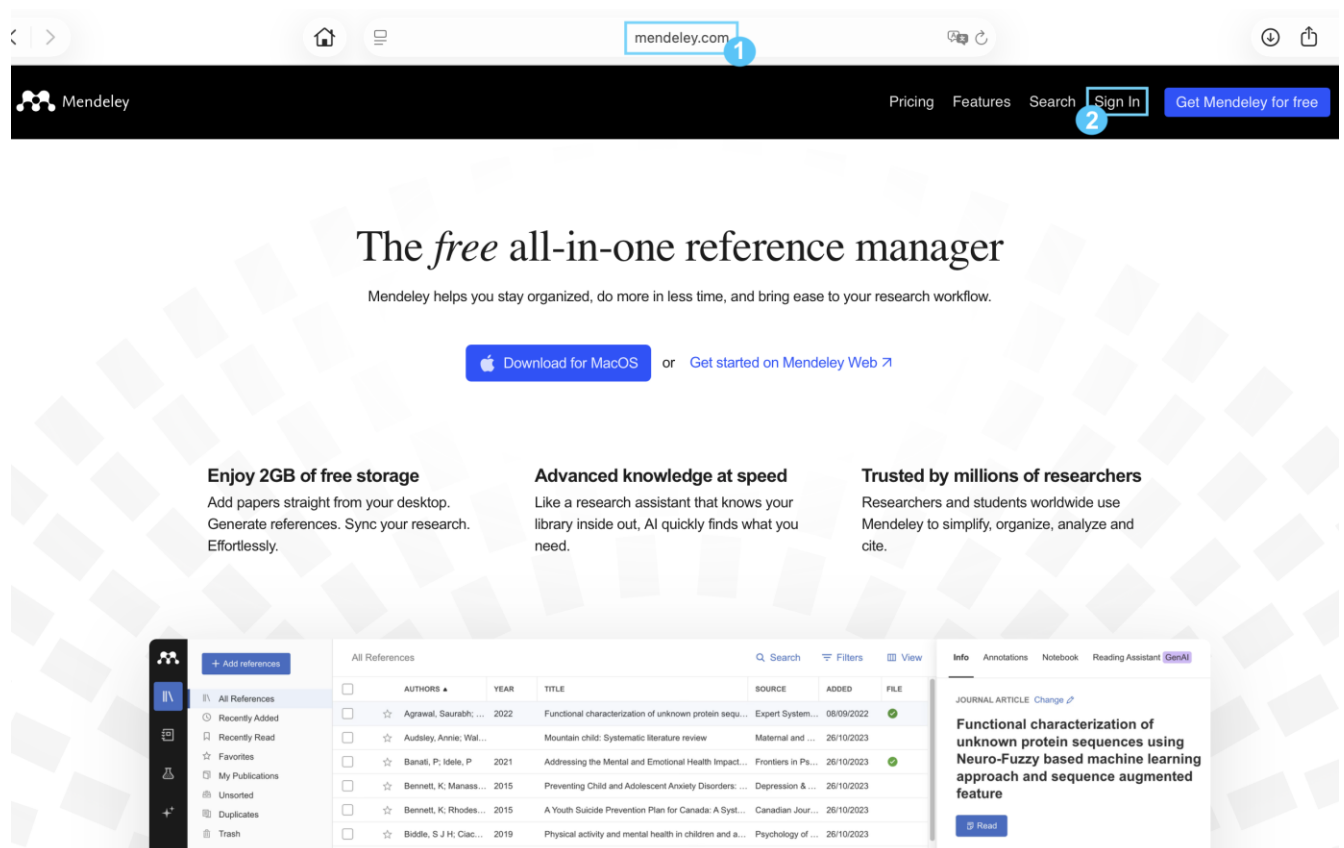 mendeley.com
1
Mendeley
Pricing Features Search Sign In Get Mendeley for free
2
The free all-in-one reference manager
Mendeley helps you stay organized, do more in less time, and bring ease to your research workflow.
Download for MacOS or Get started on Mendeley Web
Enjoy 2GB of free storage
Add papers straight from your desktop.
Generate references. Sync your research.
Effortlessly.
Advanced knowledge at speed
Like a research assistant that knows your
library inside out, AI quickly finds what you
need.
Trusted by millions of researchers
Researchers and students worldwide use
Mendeley to simplify, organize, analyze and
cite.
+ Add references
All References
Recently Added
Recently Read
Favorites
My Publications
Unsorted
Duplicates
Trash
All References Search Filters View
AUTHORS YEAR TITLE SOURCE ADDED FILE
Agrawal, Saurabh; ... 2022 Functional characterization of unknown protein sequ... Expert System... 08/09/2022
Audsley, Annie; Wal... Mountain child: Systematic literature review Maternal and ... 26/10/2023
Banati, P; Idele, P 2021 Addressing the Mental and Emotional Health Impact... Frontiers in Ps... 26/10/2023
Bennett, K; Manass... 2015 Preventing Child and Adolescent Anxiety Disorders: ... Depression & ... 26/10/2023
Bennett, K; Rhodes... 2015 A Youth Suicide Prevention Plan for Canada: A Syst... Canadian Jour... 26/10/2023
Biddle, S J H; Ciac... 2019 Physical activity and mental health in children and a... Psychology of ... 26/10/2023
Info Annotations Notebook Reading Assistant GenAI
JOURNAL ARTICLE Change
Functional characterization of
unknown protein sequences using
Neuro-Fuzzy based machine learning
approach and sequence augmented
feature
Read